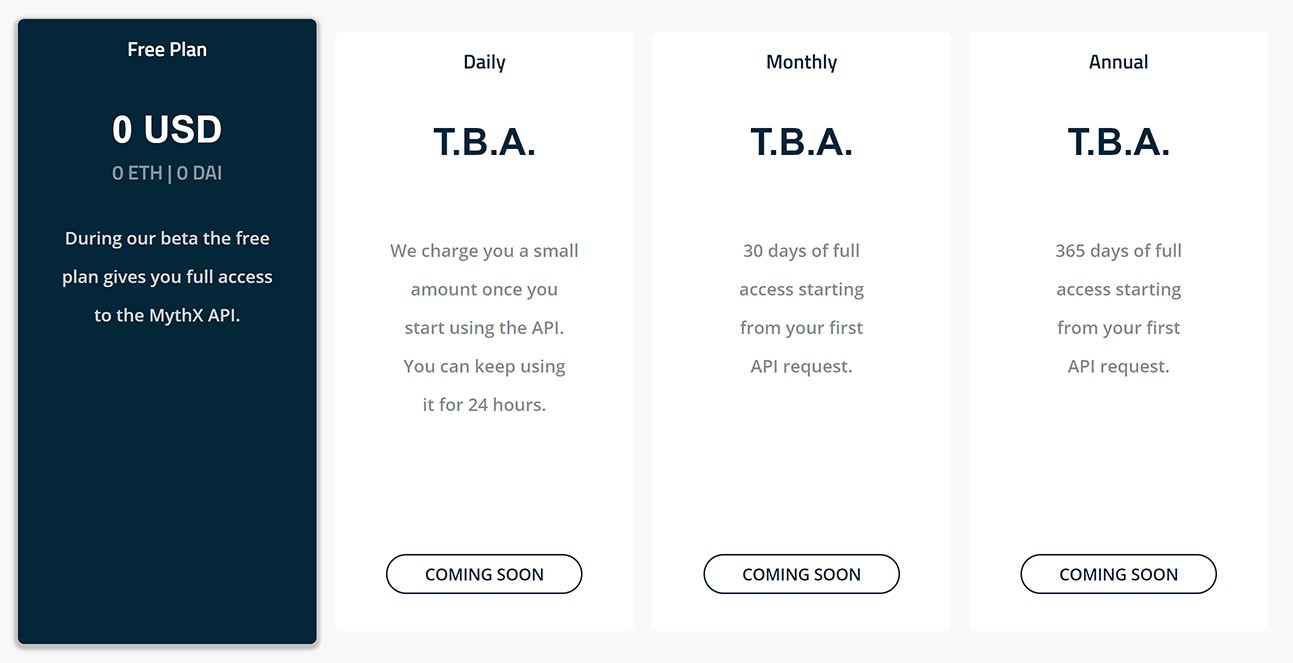 Free Plan
0 USD
0 ETH | 0 DAI
During our beta the free
plan gives you full access
to the MythX API.
Daily
T.B.A.
We charge you a small
amount once you
start using the API.
You can keep using
it for 24 hours.
COMING SOON
Monthly
T.B.A.
30 days of full
access starting
from your first
API request.
COMING SOON
Annual
T.B.A.
365 days of full
access starting
from your first
API request.
COMING SOON